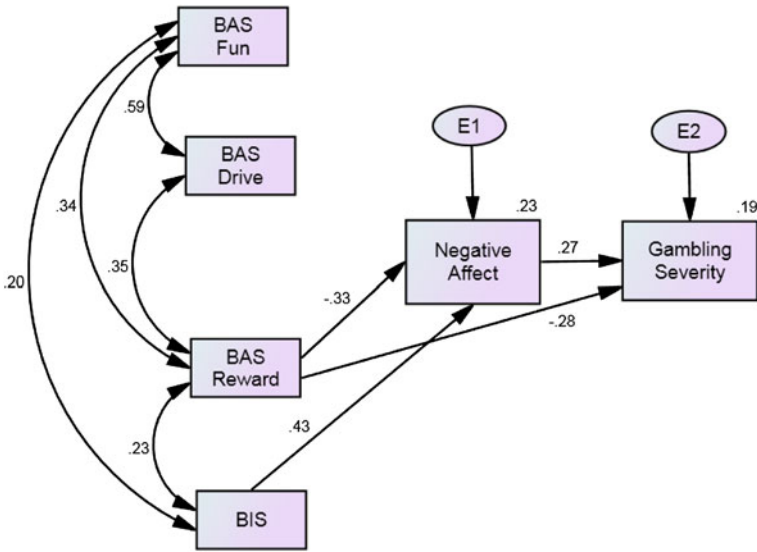 BAS
Fun
.59
E1
E2
BAS
Drive
.34
.23
.19
Negative
Affect
.27
Gambling
Severity
.20
.35
-.33
-.28
BAS
Reward
.43
.23
BIS